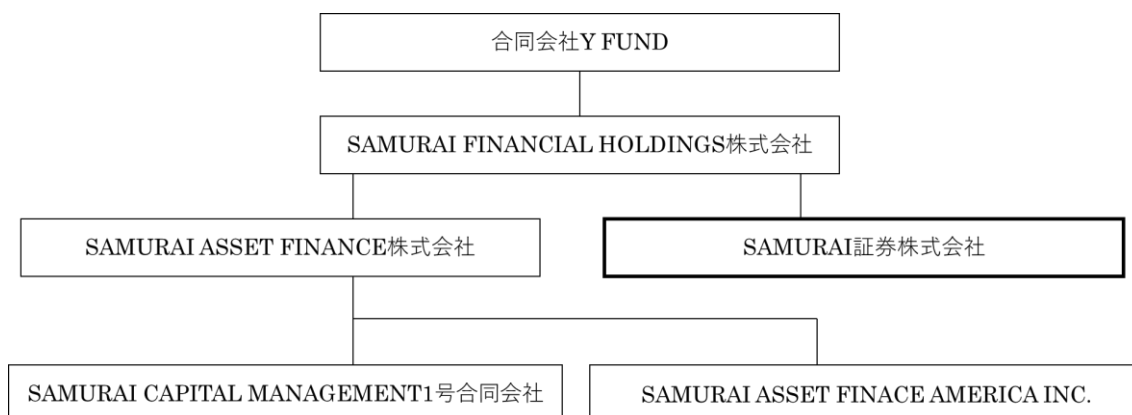 合同会社Y FUND
SAMURAI FINANCIAL HOLDINGS株式会社
SAMURAI ASSET FINANCE株式会社
SAMURAI証券株式会社
SAMURAI CAPITAL MANAGEMENT1号合同会社
SAMURAI ASSET FINACE AMERICA INC.